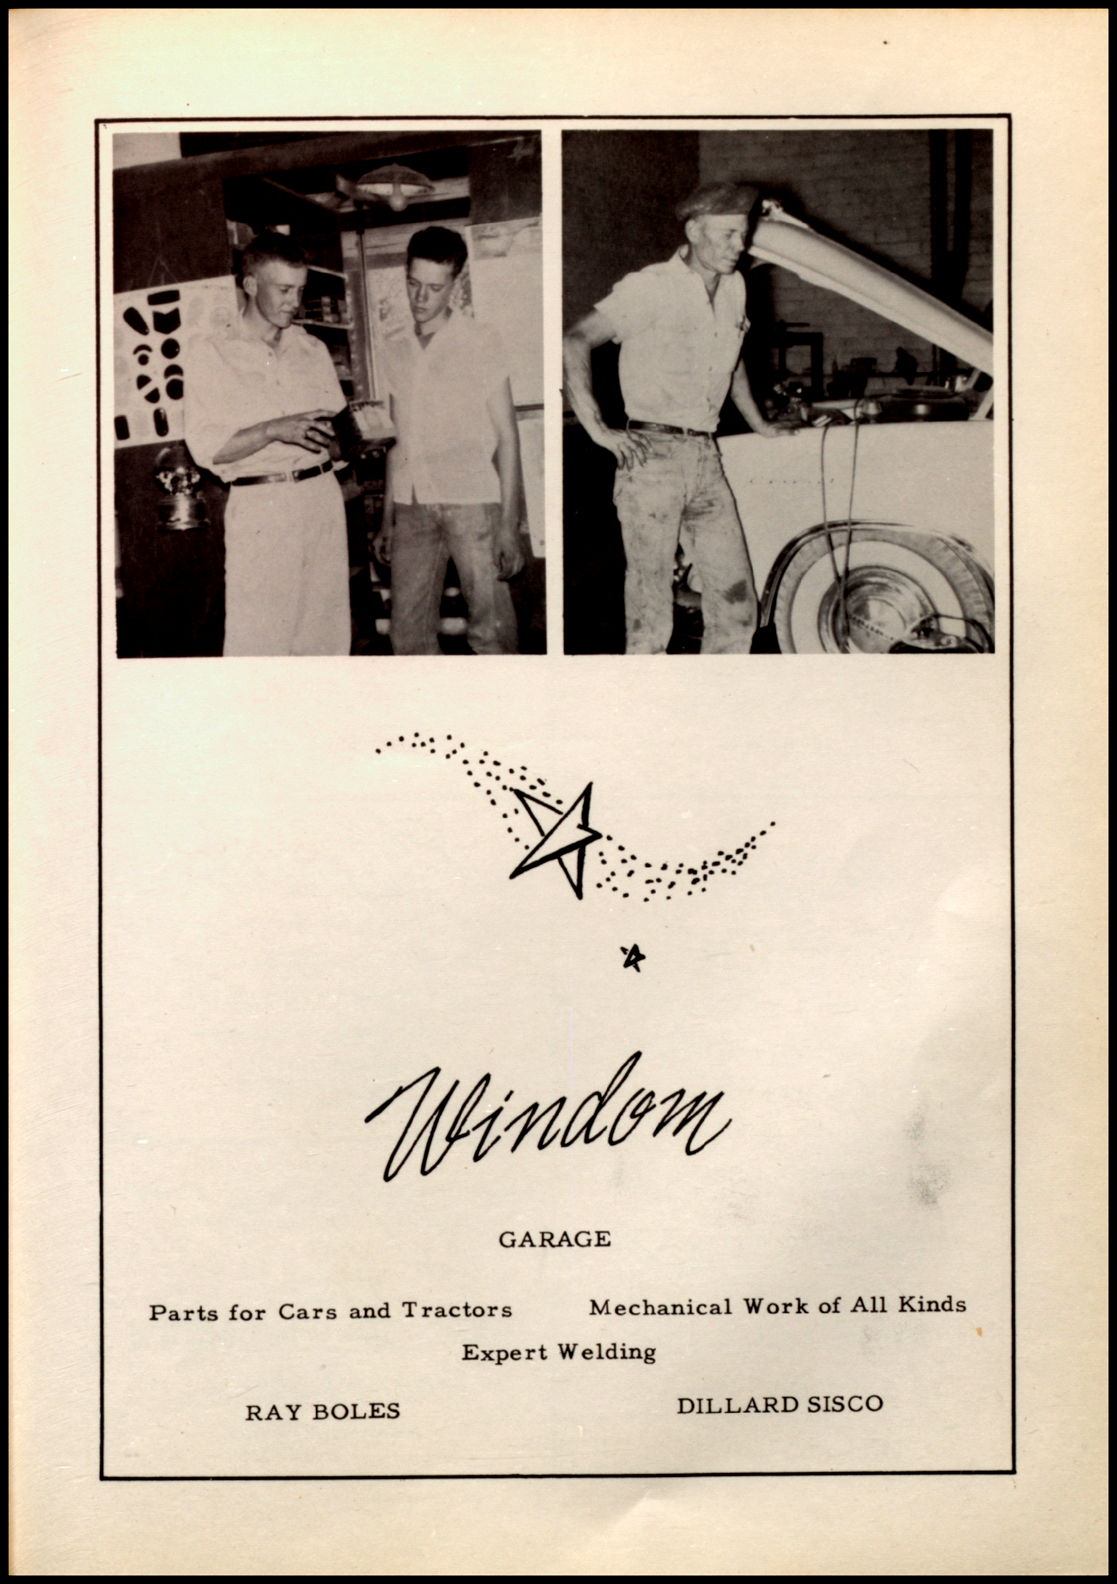 Windom
GARAGE
Parts for Cars and Tractors Mechanical Work of All Kinds
Expert Welding
RAY BOLES DILLARD SISCO